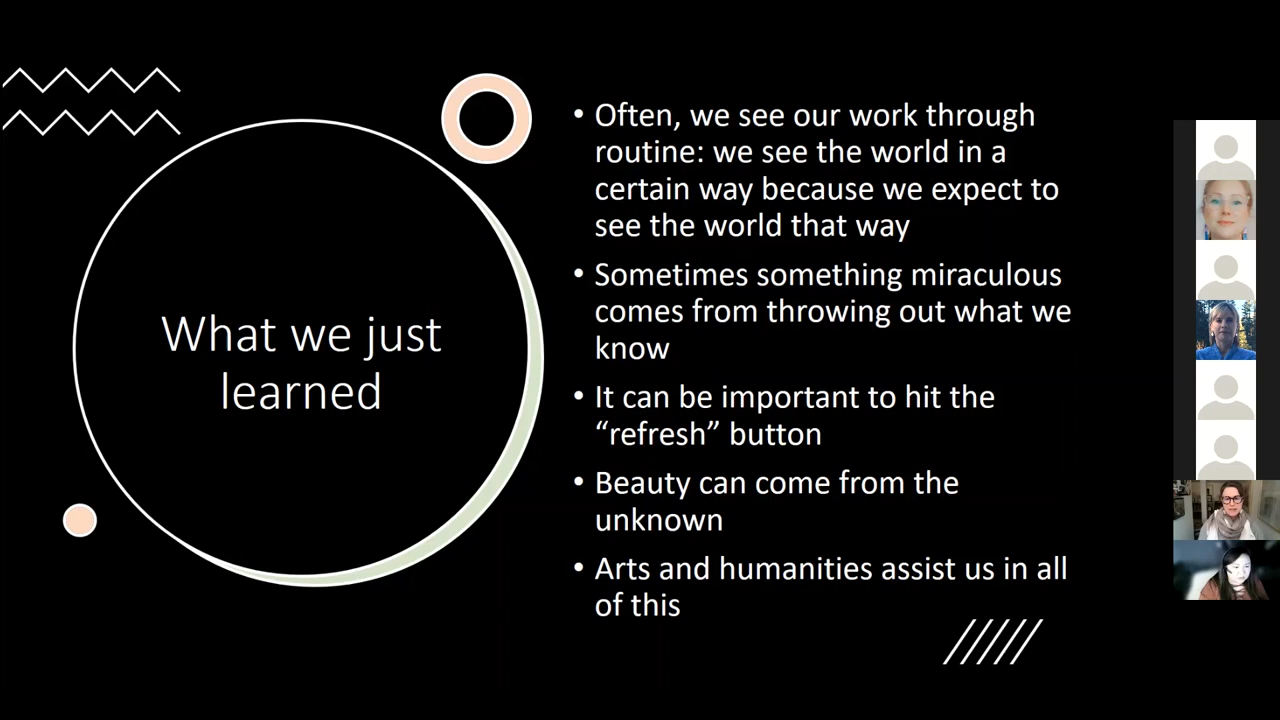 What we just
learned
• Often, we see our work through
routine: we see the world in a
certain way because we expect to
see the world that way
• Sometimes something miraculous
comes from throwing out what we
know
• It can be important to hit the
“refresh” button
• Beauty can come from the
unknown
• Arts and humanities assist us in all
of this